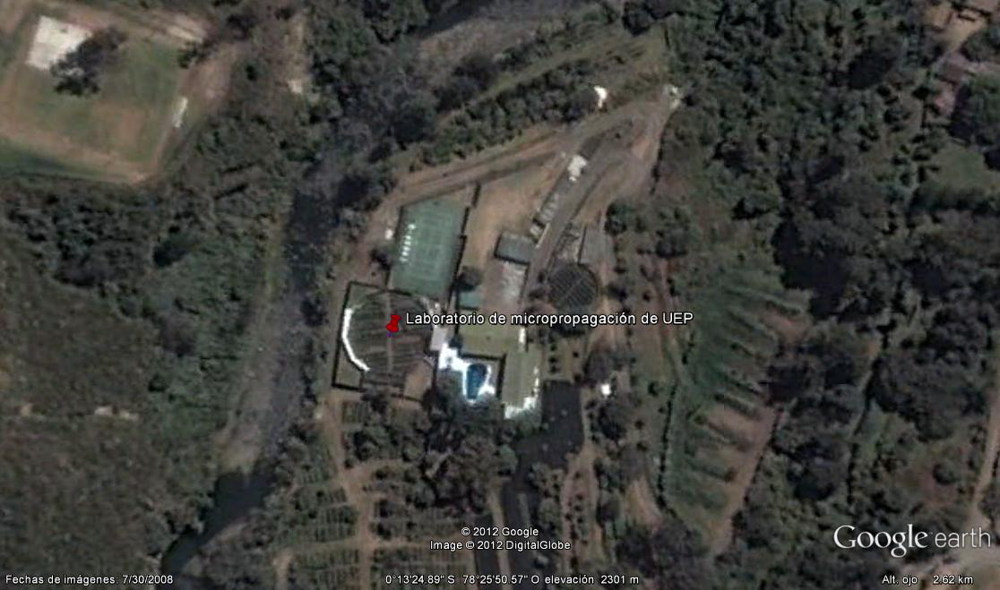 Laboratorio de micropropagación de UEP
© 2012 Google
Image © 2012 DigitalGlobe
Google earth
Fechas de imágenes: 7/30/2008 0°13'24.89" S 78°25'50.57" O elevación 2301 m Alt. ojo 2.62 km